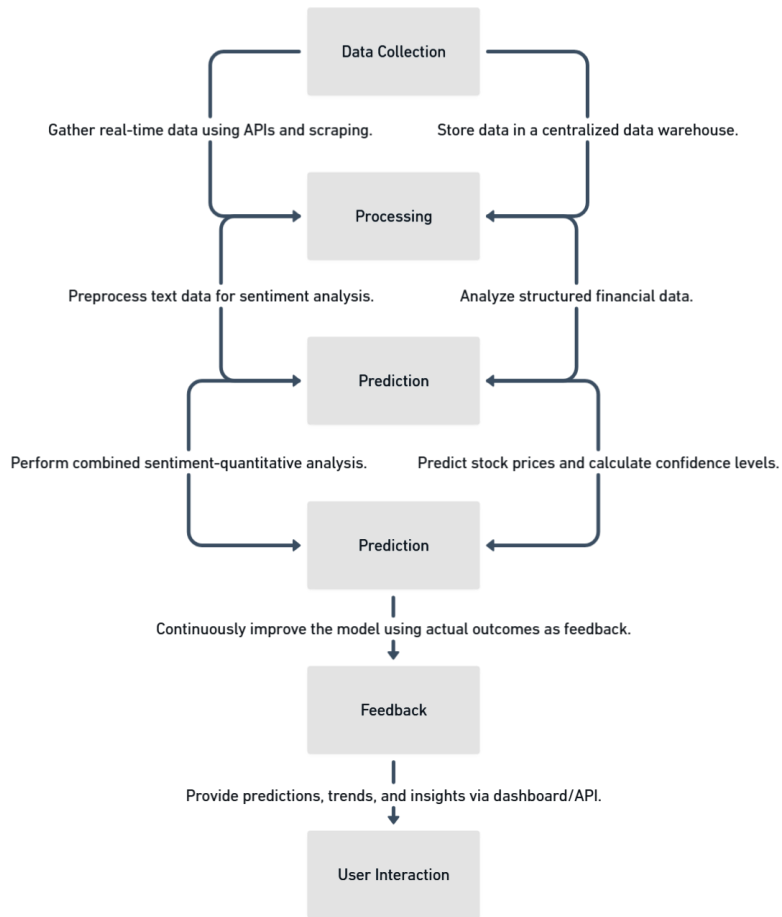 Data Collection
Gather real-time data using APIs and scraping.
Store data in a centralized data warehouse.
Processing
Preprocess text data for sentiment analysis.
Analyze structured financial data.
Prediction
Perform combined sentiment-quantitative analysis.
Predict stock prices and calculate confidence levels.
Prediction
Continuously improve the model using actual outcomes as feedback.
Feedback
Provide predictions, trends, and insights via dashboard/API.
User Interaction